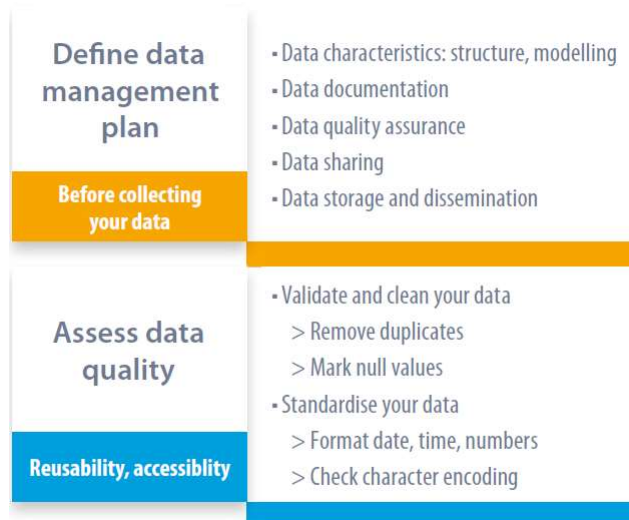 Define data
management
plan
Before collecting
your data
▪ Data characteristics: structure, modelling
▪ Data documentation
▪ Data quality assurance
▪ Data sharing
▪ Data storage and dissemination
Assess data
quality
Reusability, accessiblity
▪ Validate and clean your data
> Remove duplicates
> Mark null values
▪ Standardise your data
> Format date, time, numbers
> Check character encoding